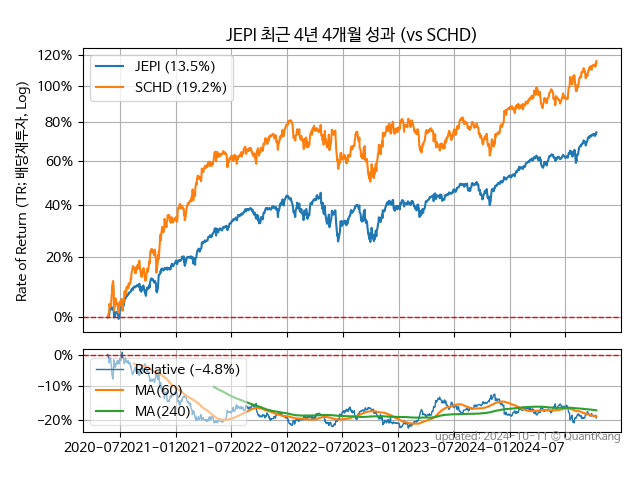 JEPI 최근 4년 4개월 성과 (vs SCHD)
Rate of Return (TR: 배당재투자, Log)
120%
100%
80%
60%
40%
20%
0%
JEPI (13.5%)
SCHD (19.2%)
0%
−10%
−20%
Relative (−4.8%)
MA(60)
MA(240)
2020-07
2021-01
2021-07
2022-01
2022-07
2023-01
2023-07
2024-01
2024-07
updated: 2024-10-11 © QuantKang